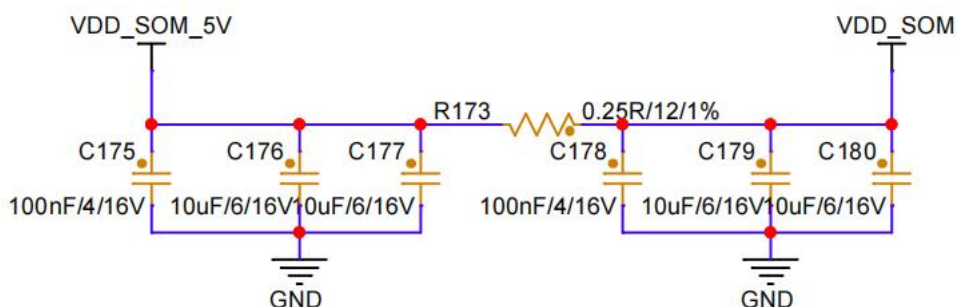 VDD_SOM_5V VDD_SOM
R173 0.25R/12/1%
C175 C176 C177 C178 C179 C180
100nF/4/16V 10uF/6/16V 10uF/6/16V 100nF/4/16V 10uF/6/16V 10uF/6/16V
GND GND